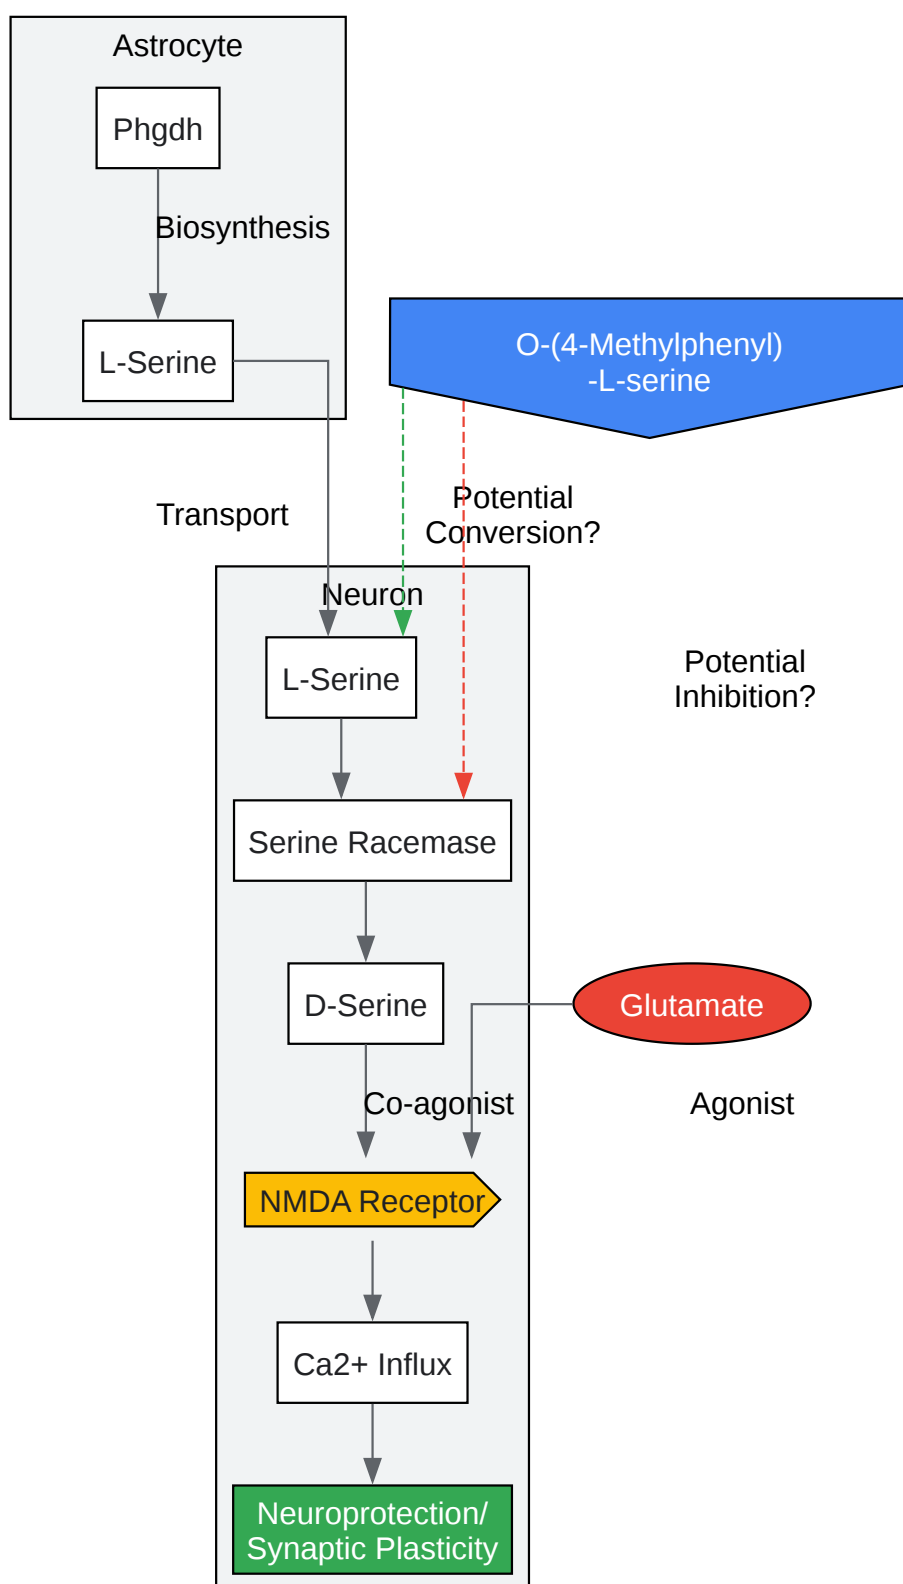 Astrocyte
Phgdh
Biosynthesis
L-Serine
O-(4-Methylphenyl)
-L-serine
Transport
Potential
Conversion?
Neuron
L-Serine
Potential
Inhibition?
Serine Racemase
D-Serine
Glutamate
Co-agonist
Agonist
NMDA Receptor
Ca2+ Influx
Neuroprotection/
Synaptic Plasticity